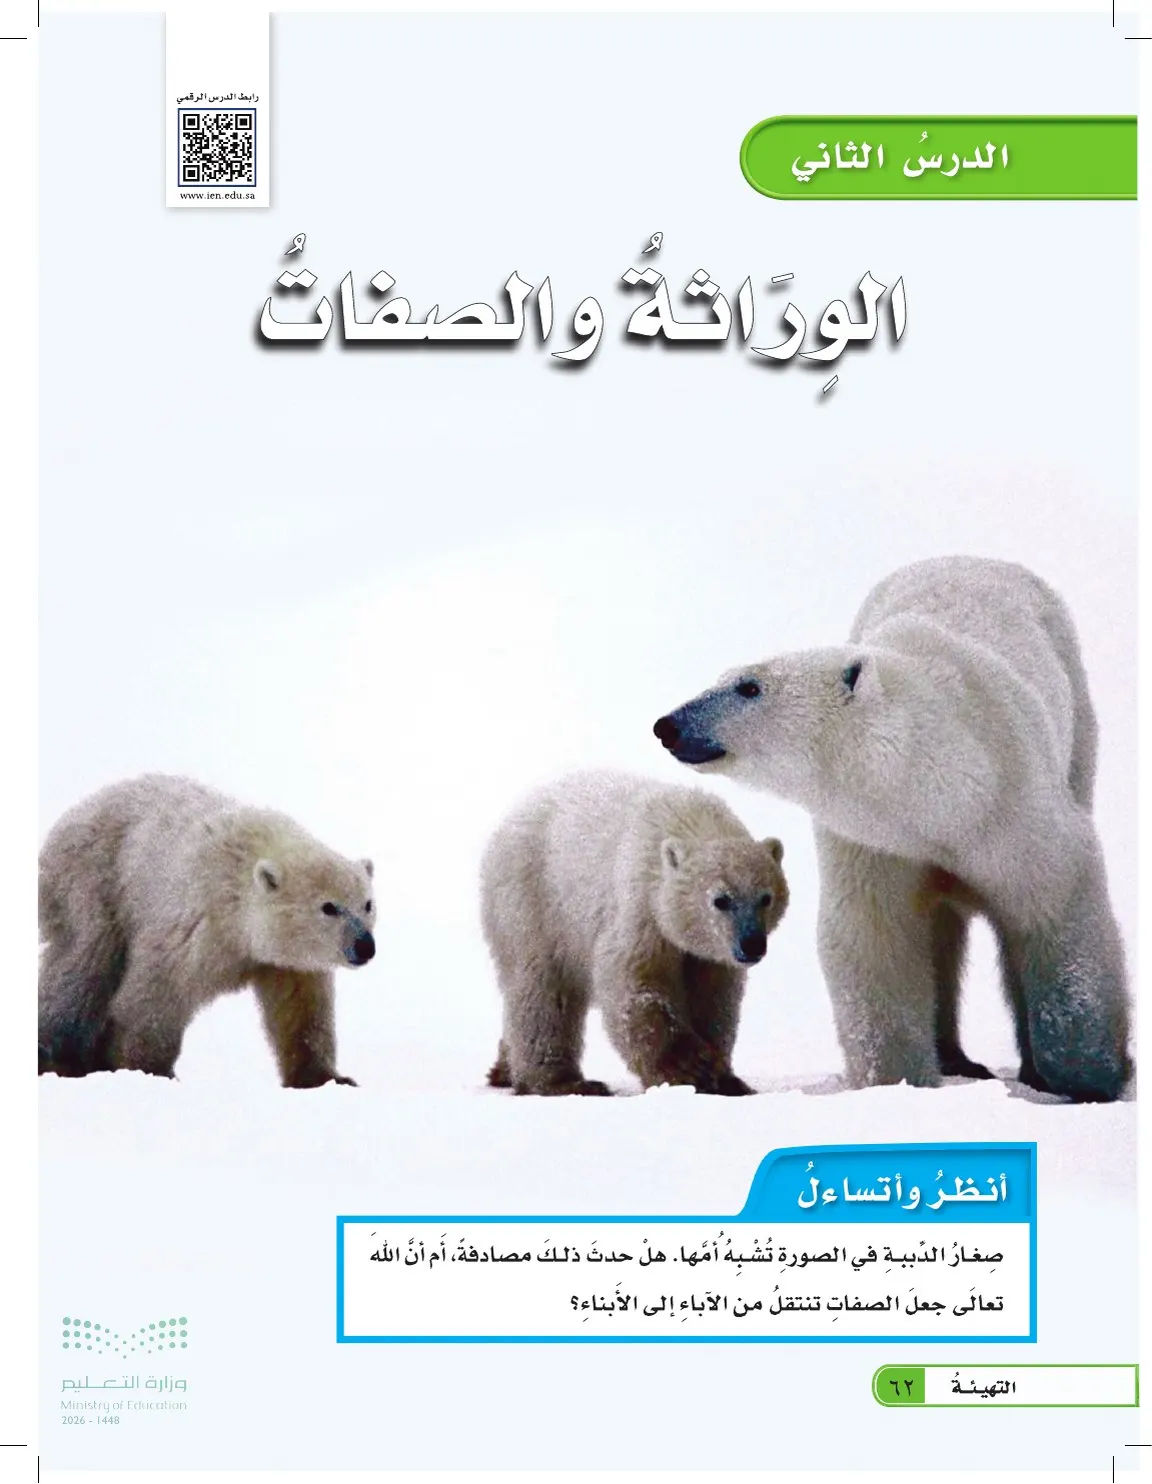 رابط الدرس الرقمي
www.ien.edu.sa
الدرسُ الثاني
الوِرَاثةُ والصفاتُ
أنظرُ وأتساءلُ
صِغارُ الدِّببةِ في الصورةِ تُشْبِهُ أُمَّها. هلْ حدثَ ذلكَ مصادفةً، أَم أنَّ اللهَ
تعالَى جعلَ الصفاتِ تنتقلُ من الآباءِ إلى الأَبناءِ؟
التهيئةُ ٦٢
وزارة التعليم
Ministry of Education
2026 - 1448